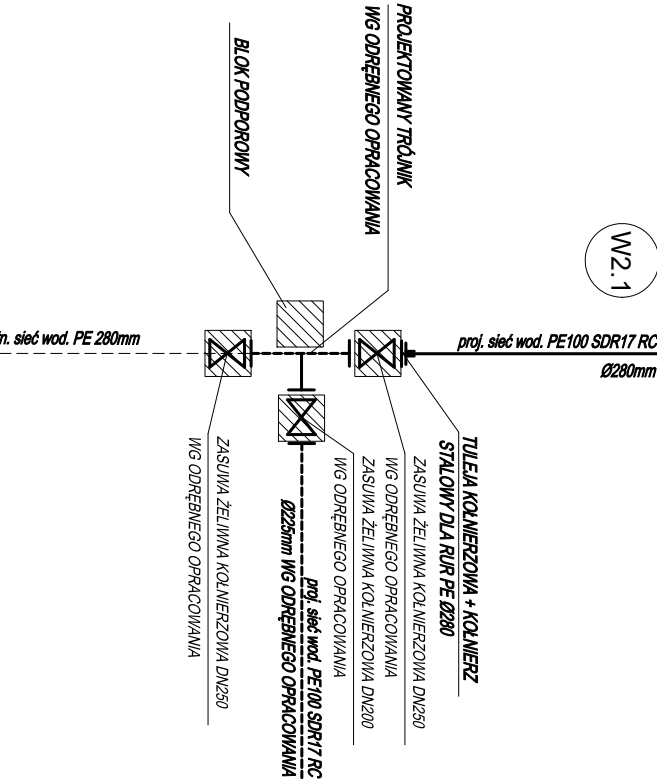 W2.1
PROJEKTOWANY TRÓJNIK
WG ODRĘBNEGO OPRACOWANIA
BLOK PODPOROWY
sieć wod. PE 280mm
proj. sieć wod. PE100 SDR17 RC
Ø280mm
TULEJA KOŁNIERZOWA + KOŁNIERZ
STALOWY DLA RUR PE Ø280
ZASUWA ŻELIWNA KOŁNIERZOWA DN250
WG ODRĘBNEGO OPRACOWANIA
ZASUWA ŻELIWNA KOŁNIERZOWA DN200
WG ODRĘBNEGO OPRACOWANIA
proj. sieć wod. PE100 SDR17 RC
Ø225mm WG ODRĘBNEGO OPRACOWANIA
ZASUWA ŻELIWNA KOŁNIERZOWA DN250
WG ODRĘBNEGO OPRACOWANIA